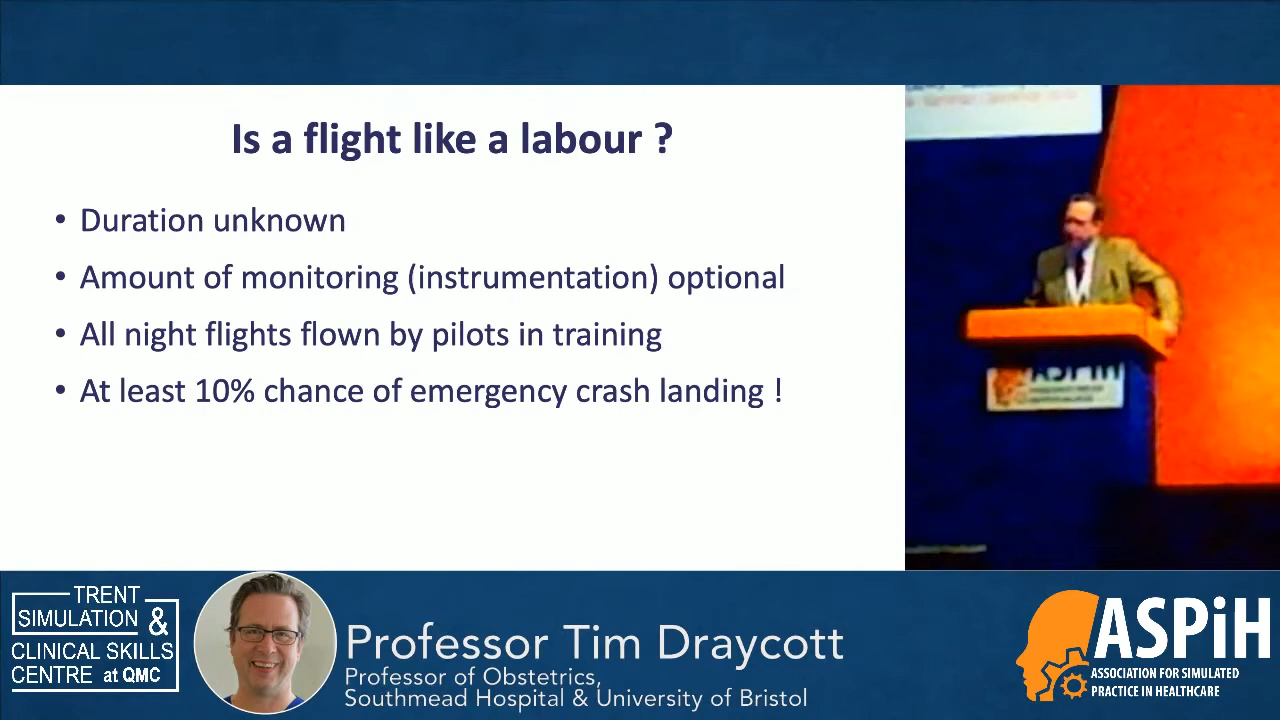 Is a flight like a labour ?
• Duration unknown
• Amount of monitoring (instrumentation) optional
• All night flights flown by pilots in training
• At least 10% chance of emergency crash landing !
ASPiH
TRENT
SIMULATION &
CLINICAL SKILLS
CENTRE at QMC
Professor Tim Draycott
Professor of Obstetrics,
Southmead Hospital & University of Bristol
ASPiH
ASSOCIATION FOR SIMULATED
PRACTICE IN HEALTHCARE